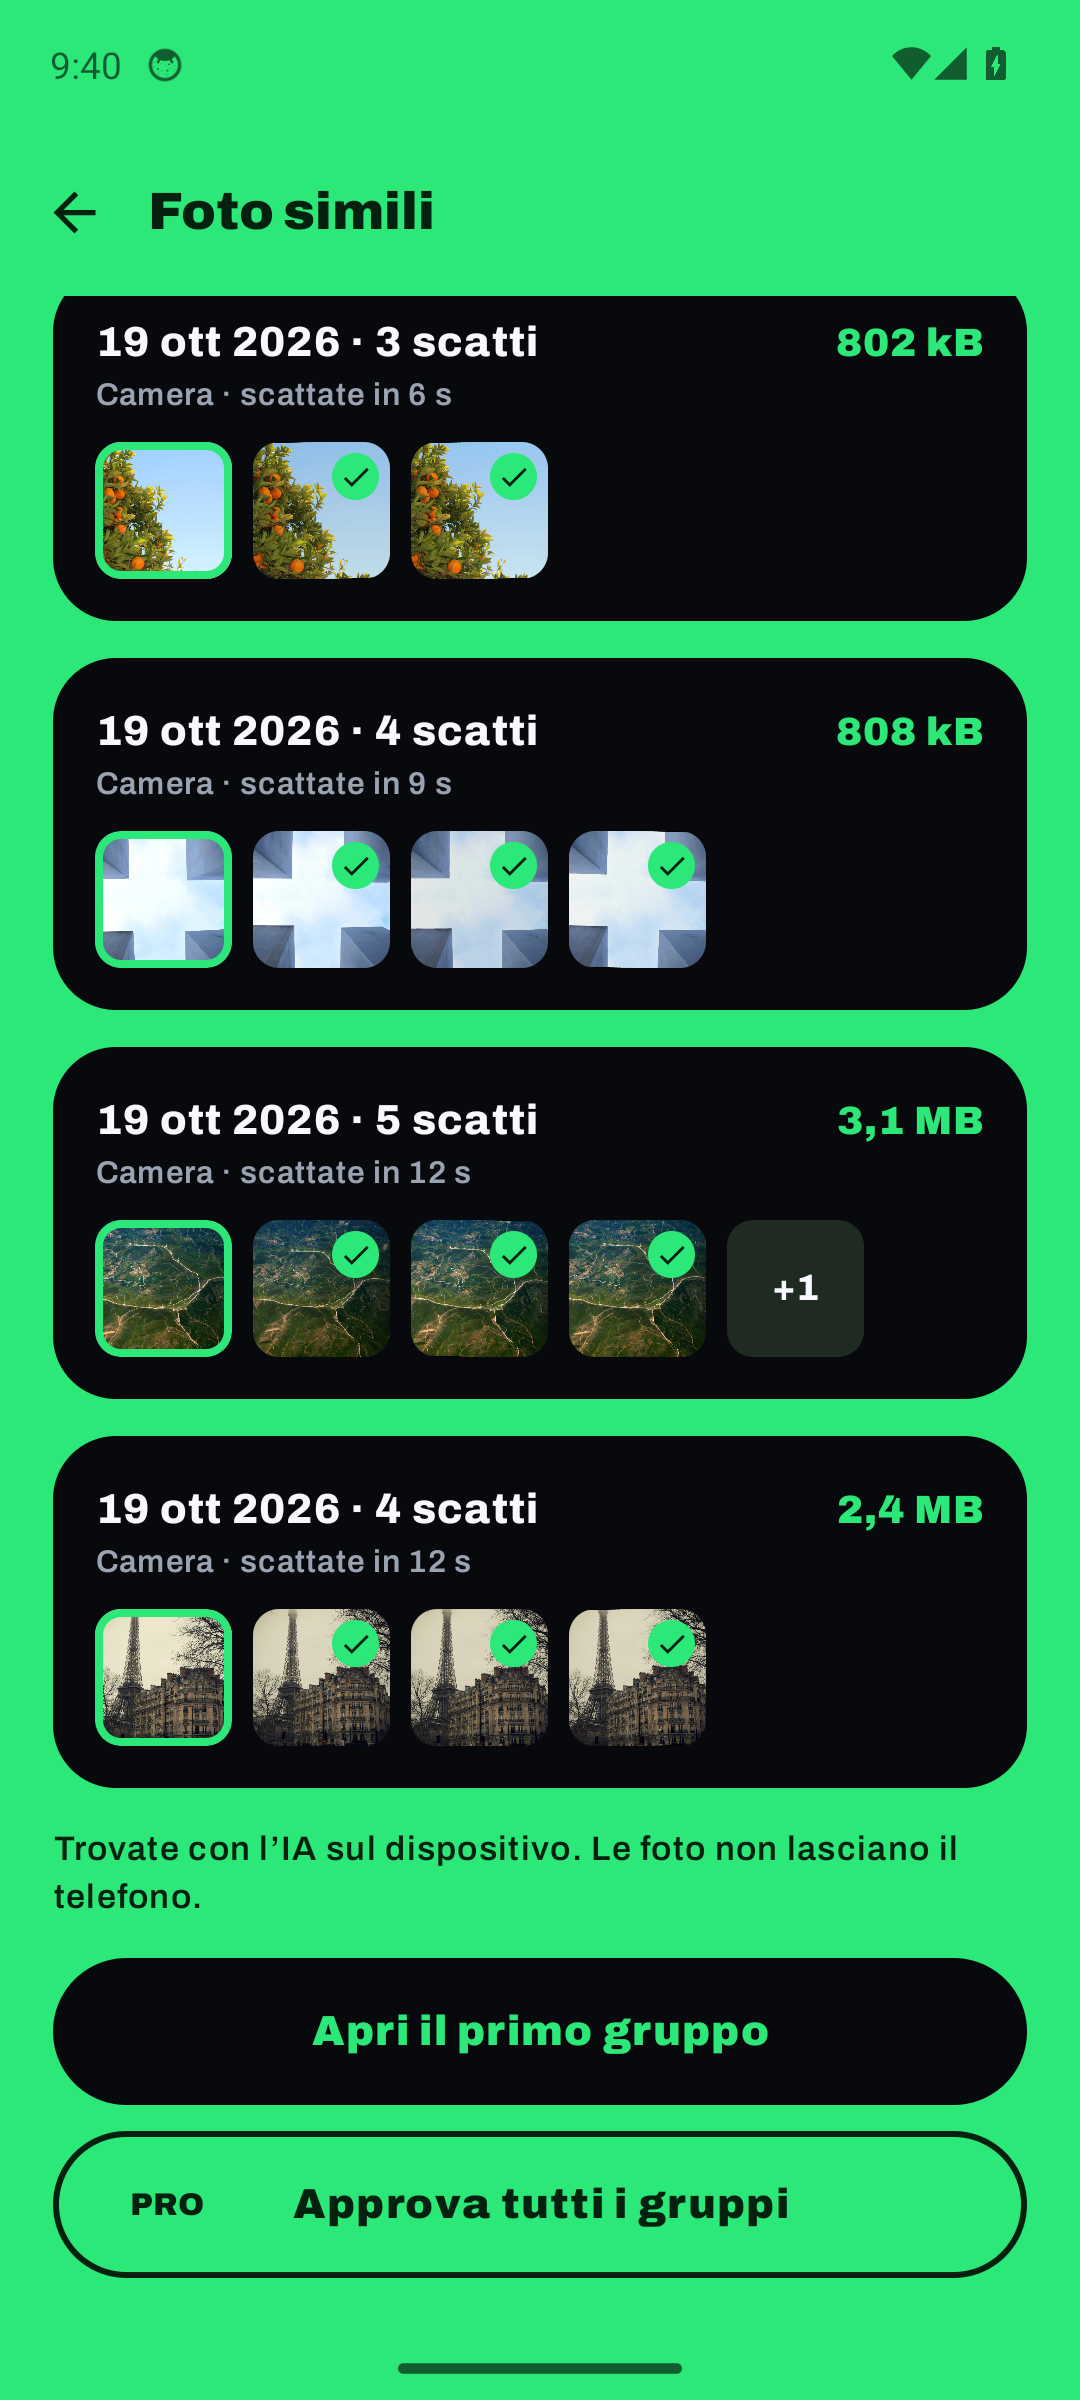 9:40
Foto simili
19 ott 2026 · 3 scatti
802 kB
Camera · scattate in 6 s
19 ott 2026 · 4 scatti
808 kB
Camera · scattate in 9 s
19 ott 2026 · 5 scatti
3,1 MB
Camera · scattate in 12 s
+1
19 ott 2026 · 4 scatti
2,4 MB
Camera · scattate in 12 s
Trovate con l’IA sul dispositivo. Le foto non lasciano il
telefono.
Apri il primo gruppo
PRO
Approva tutti i gruppi